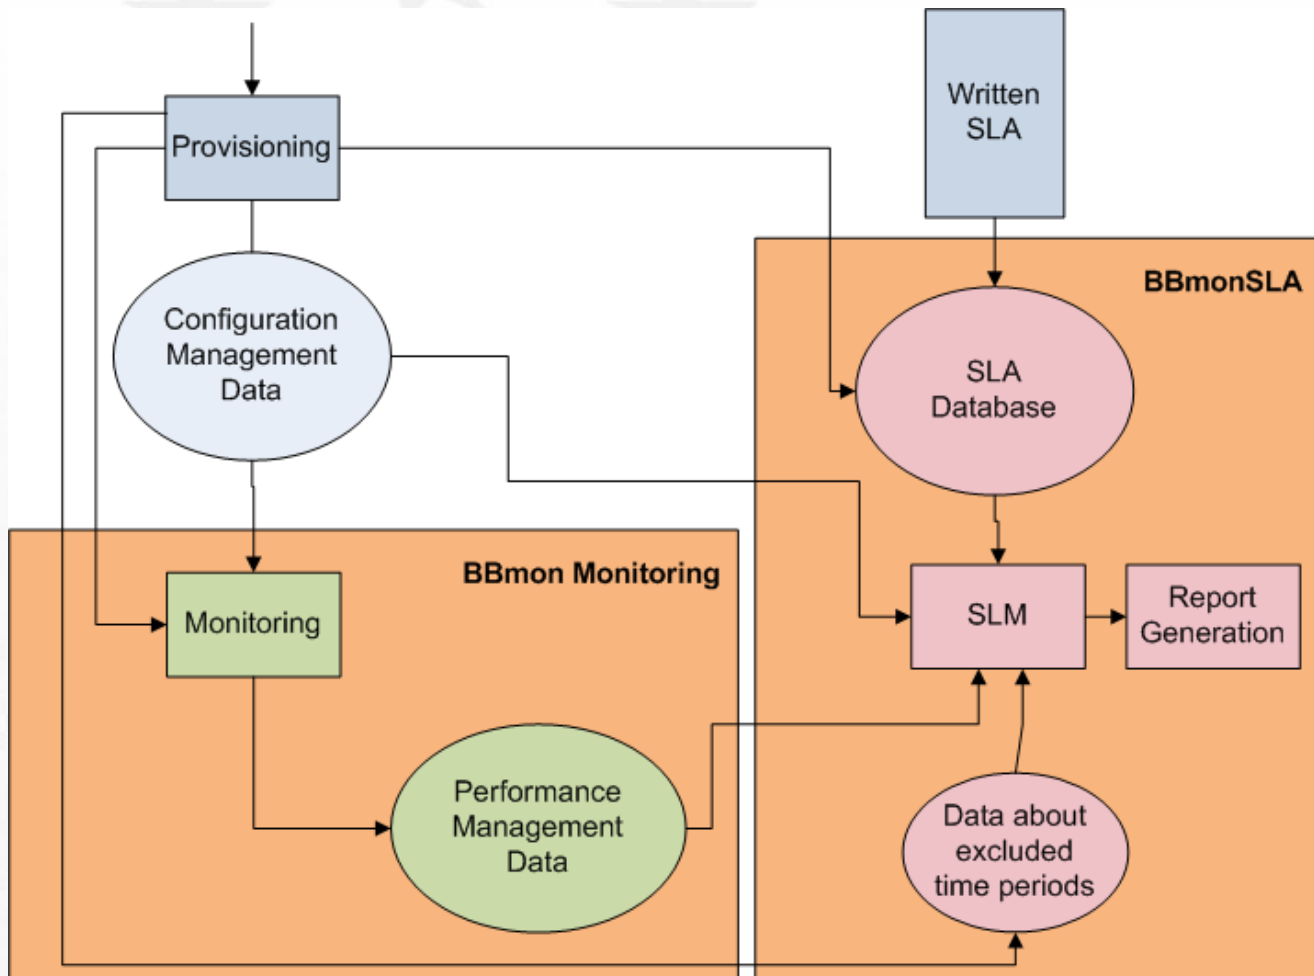 Written
SLA
Provisioning
BBmonSLA
Configuration
Management
Data
SLA
Database
BBmon Monitoring
Monitoring
SLM
Report
Generation
Performance
Management
Data
Data about
excluded
time periods